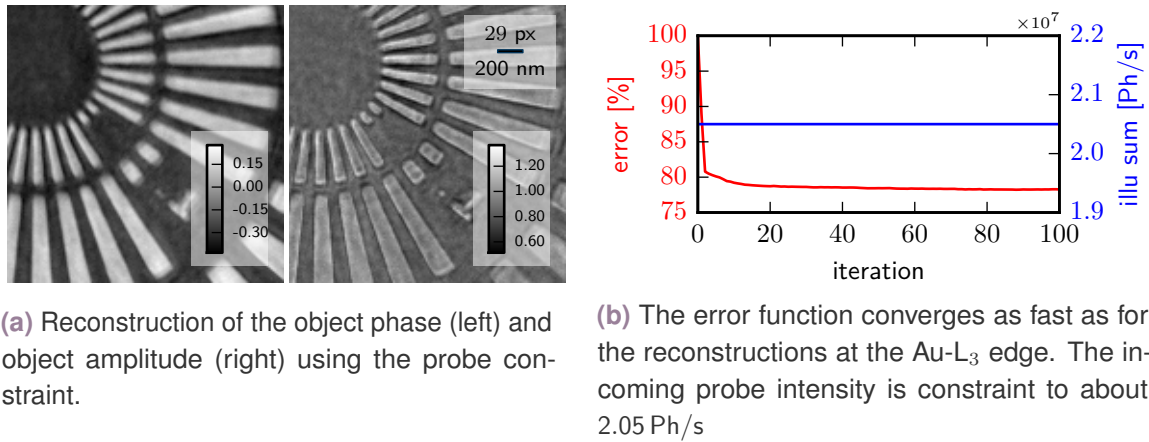 29 px
200 nm
0.15
0.00
-0.15
-0.30
1.20
1.00
0.80
0.60
(a) Reconstruction of the object phase (left) and
object amplitude (right) using the probe con-
straint.
×10⁷
100
95
90
85
80
75
error [%]
2.2
2.1
2.0
1.9
illu sum [Ph/s]
0 20 40 60 80 100
iteration
(b) The error function converges as fast as for
the reconstructions at the Au-L₃ edge. The in-
coming probe intensity is constraint to about
2.05 Ph/s